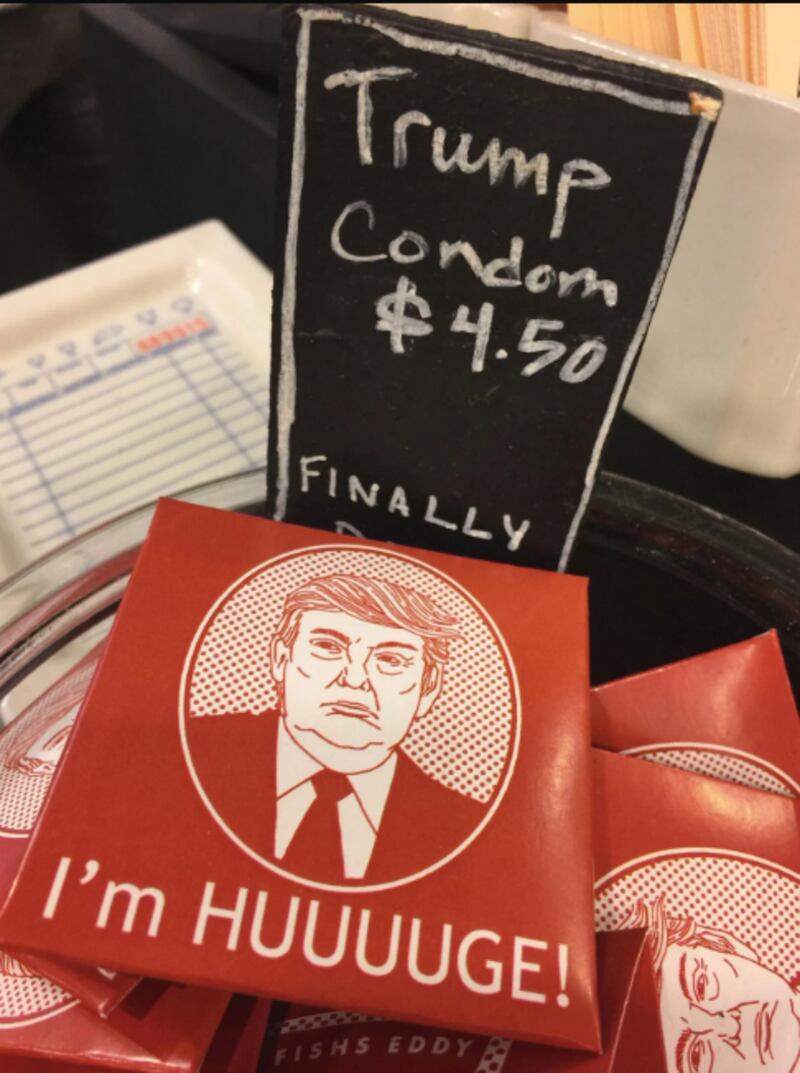 Trump
Condom
$4.50
FINALLY
I'm HUUUUGE!
FISHS EDDY